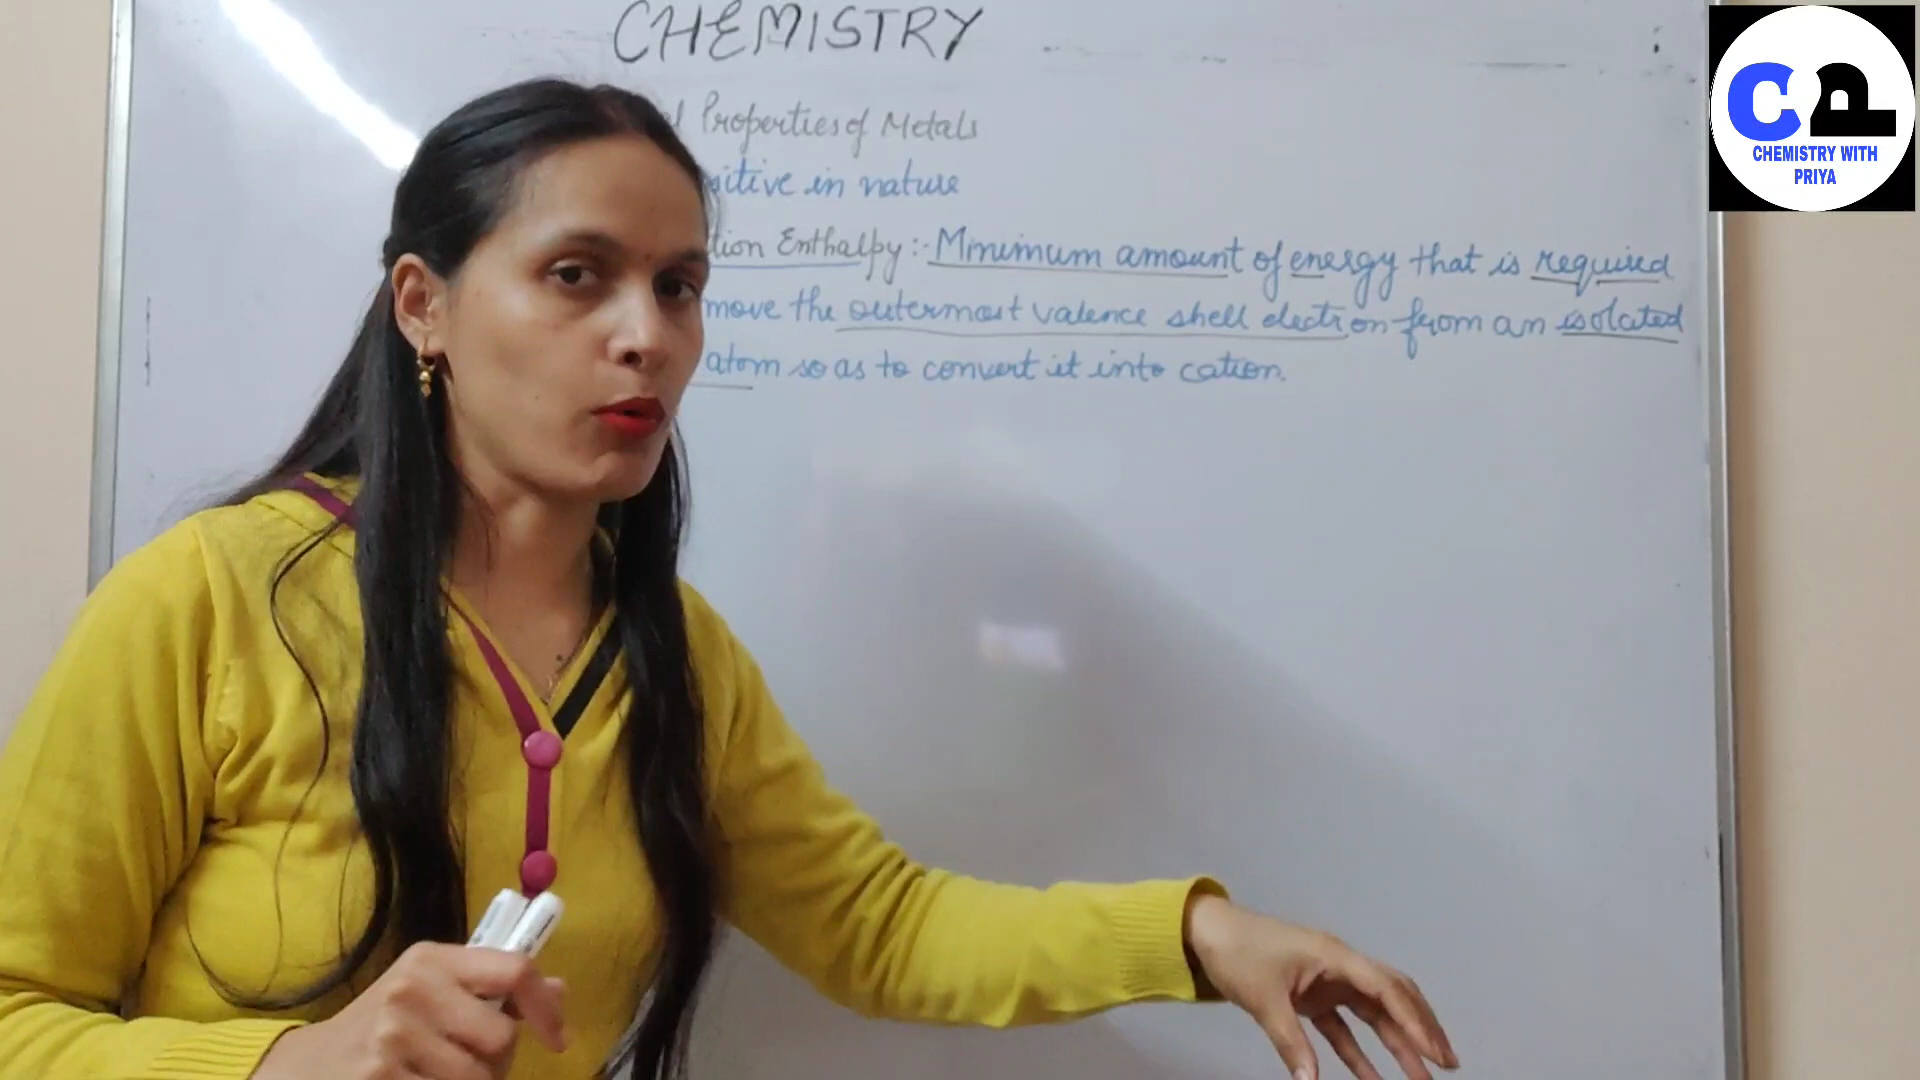 CHEMISTRY
Properties of Metals
sitive in nature
tion Enthalpy:- Minimum amount of energy that is required
move the outermost valence shell electron from an isolated
atom so as to convert it into cation.
CP
CHEMISTRY WITH
PRIYA